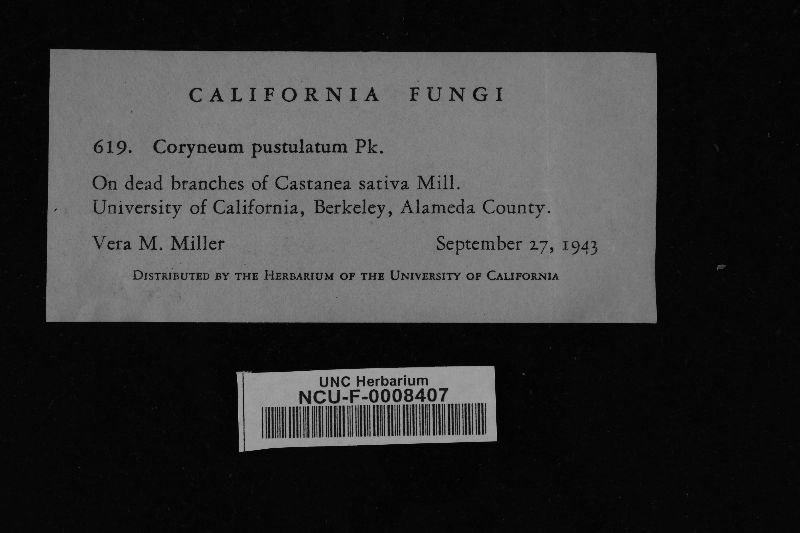 CALIFORNIA FUNGI
619. Coryneum pustulatum Pk.
On dead branches of Castanea sativa Mill.
University of California, Berkeley, Alameda County.
Vera M. Miller September 27, 1943
DISTRIBUTED BY THE HERBARIUM OF THE UNIVERSITY OF CALIFORNIA
UNC Herbarium
NCU-F-0008407